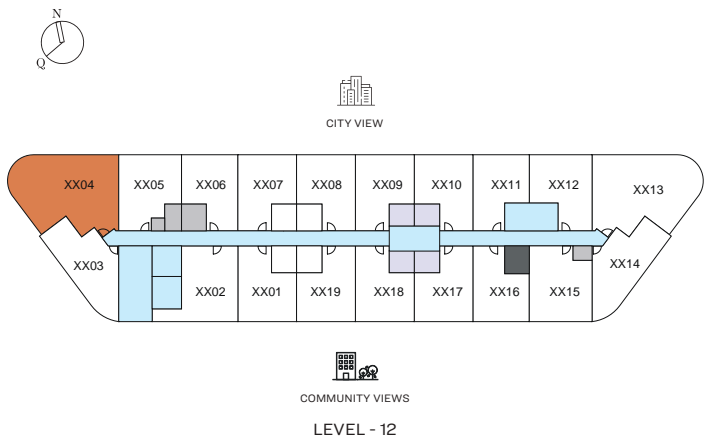 N
Q
CITY VIEW
XX04 XX05 XX06 XX07 XX08 XX09 XX10 XX11 XX12 XX13
XX03 XX02 XX01 XX19 XX18 XX17 XX16 XX15 XX14
COMMUNITY VIEWS
LEVEL - 12